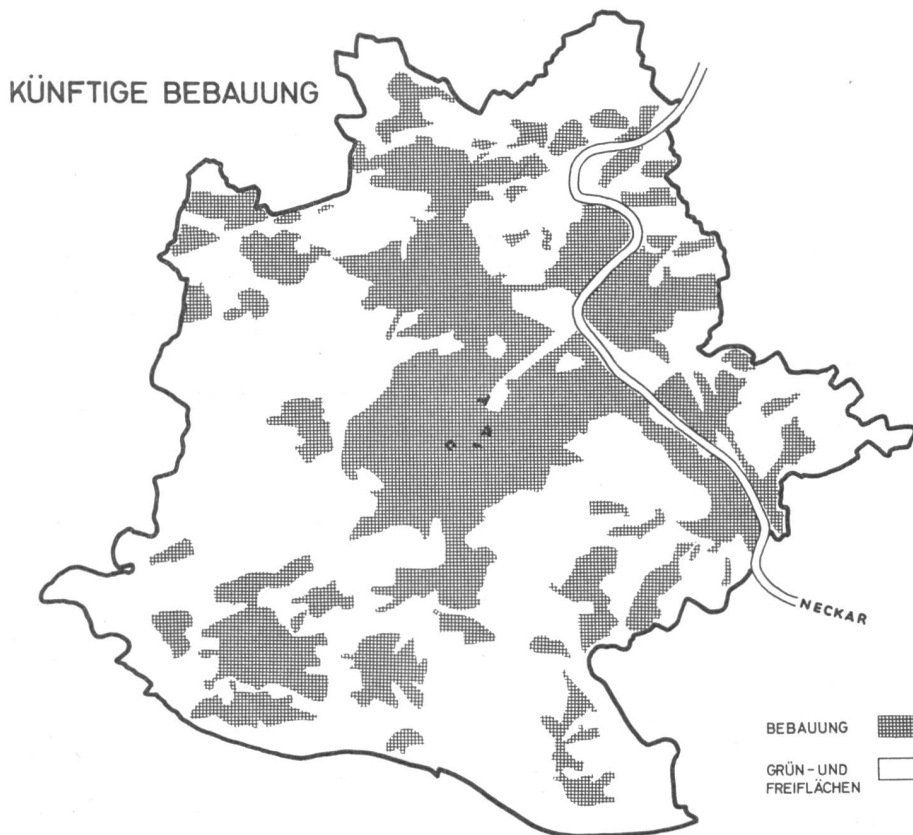 KÜNFTIGE BEBAUUNG
NECKAR
BEBAUUNG
GRÜN-UND
FREIFLÄCHEN